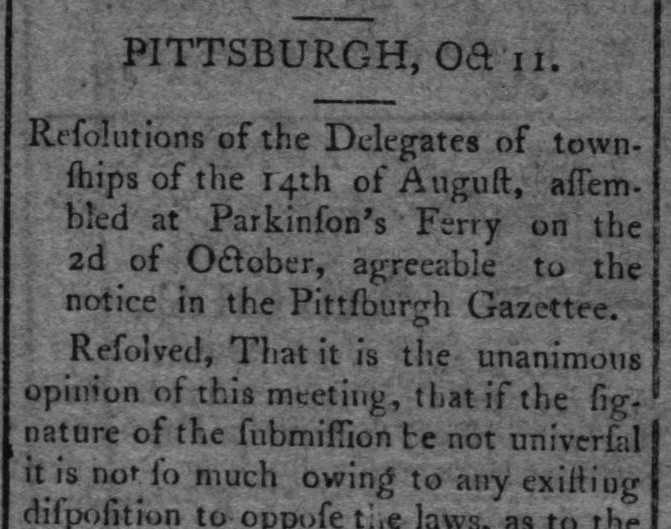 PITTSBURGH, Oct 11.
Reſolutions of the Delegates of town-
ſhips of the 14th of Auguſt, aſſem-
bled at Parkinſon's Ferry on the
2d of October, agreeable to the
notice in the Pittſburgh Gazettee.
Reſolved, That it is the unanimous
opinion of this meeting, that if the ſig-
nature of the ſubmiſſion be not univerſal
it is not ſo much owing to any exiſting
diſpoſition to oppoſe the laws, as to the